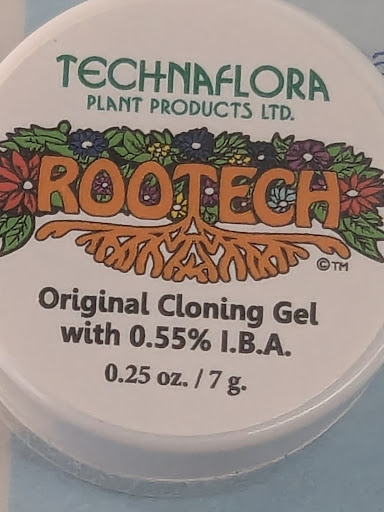 TECHNAFLORA
PLANT PRODUCTS LTD.
ROOTECH
©™
Original Cloning Gel
with 0.55% I.B.A.
0.25 oz. / 7 g.